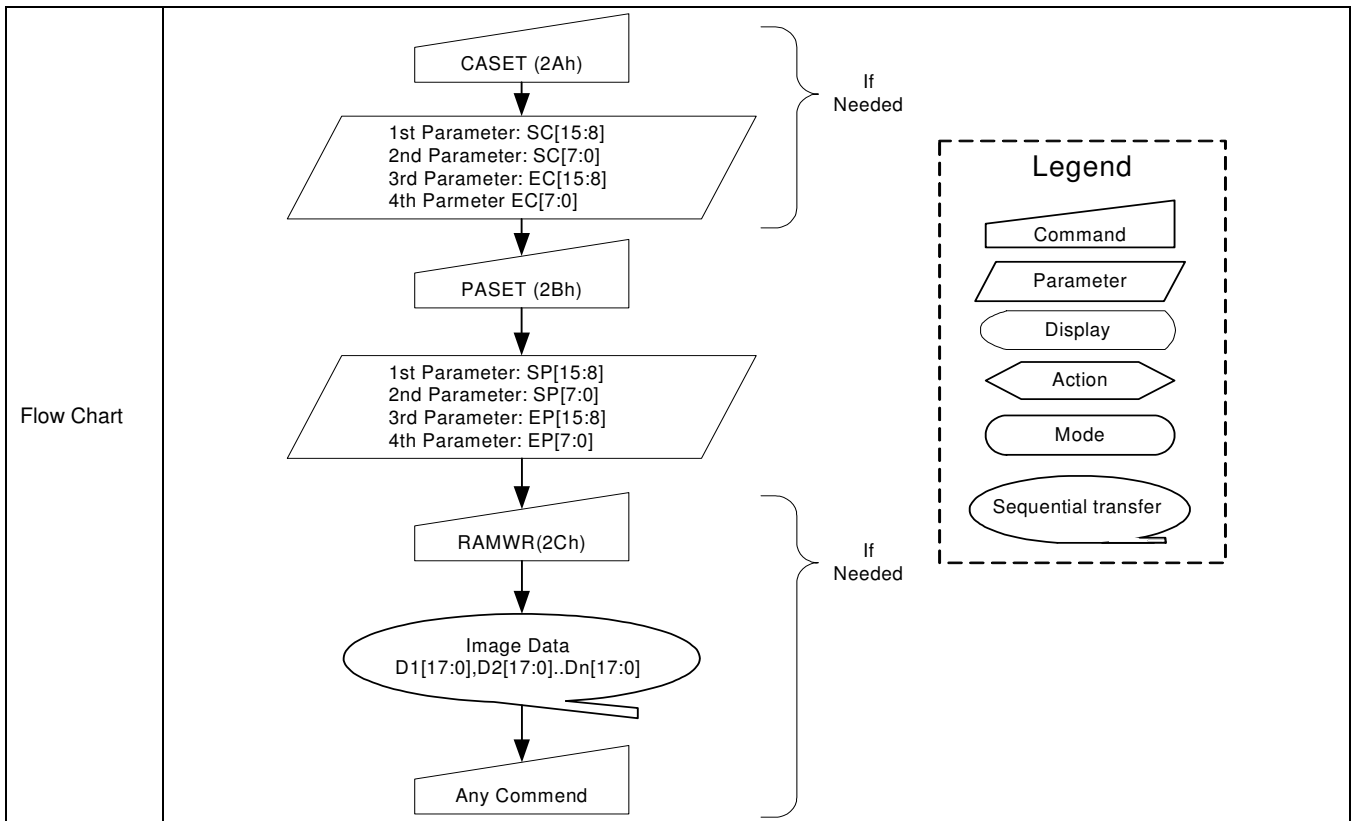 Flow Chart
CASET (2Ah)
If
Needed
1st Parameter: SC[15:8]
2nd Parameter: SC[7:0]
3rd Parameter: EC[15:8]
4th Parmeter EC[7:0]
PASET (2Bh)
1st Parameter: SP[15:8]
2nd Parameter: SP[7:0]
3rd Parameter: EP[15:8]
4th Parameter: EP[7:0]
RAMWR(2Ch)
If
Needed
Image Data
D1[17:0],D2[17:0]..Dn[17:0]
Any Commend
Legend
Command
Parameter
Display
Action
Mode
Sequential transfer